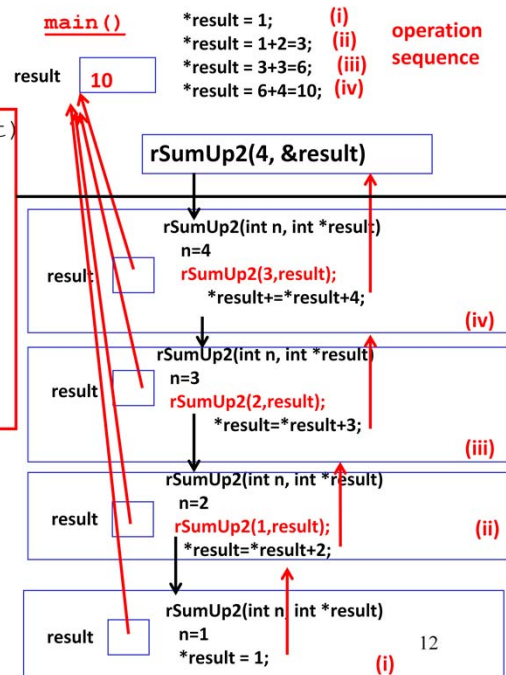 main()
*result = 1; (i)
*result = 1+2=3; (ii)
*result = 3+3=6; (iii)
*result = 6+4=10; (iv)
operation
sequence
result 10
rSumUp2(4, &result)
rSumUp2(int n, int *result)
n=4
result
rSumUp2(3,result);
*result+=*result+4;
(iv)
rSumUp2(int n, int *result)
n=3
result
rSumUp2(2,result);
*result=*result+3;
(iii)
rSumUp2(int n, int *result)
n=2
result
rSumUp2(1,result);
*result=*result+2;
(ii)
rSumUp2(int n, int *result)
result
n=1
*result = 1;
(i)
12